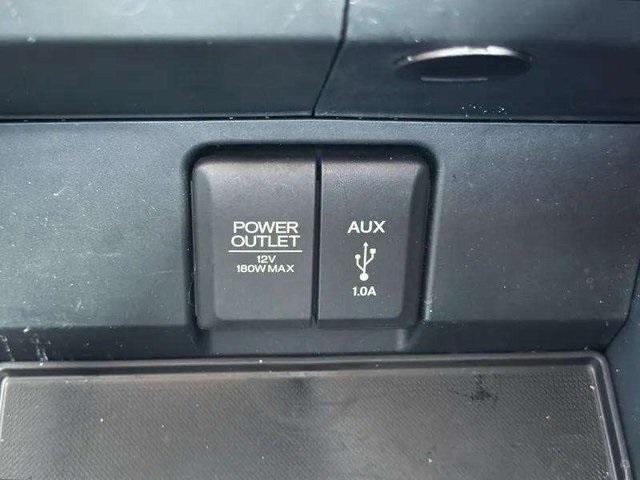 POWER
OUTLET
12V
180W MAX
AUX
1.0A